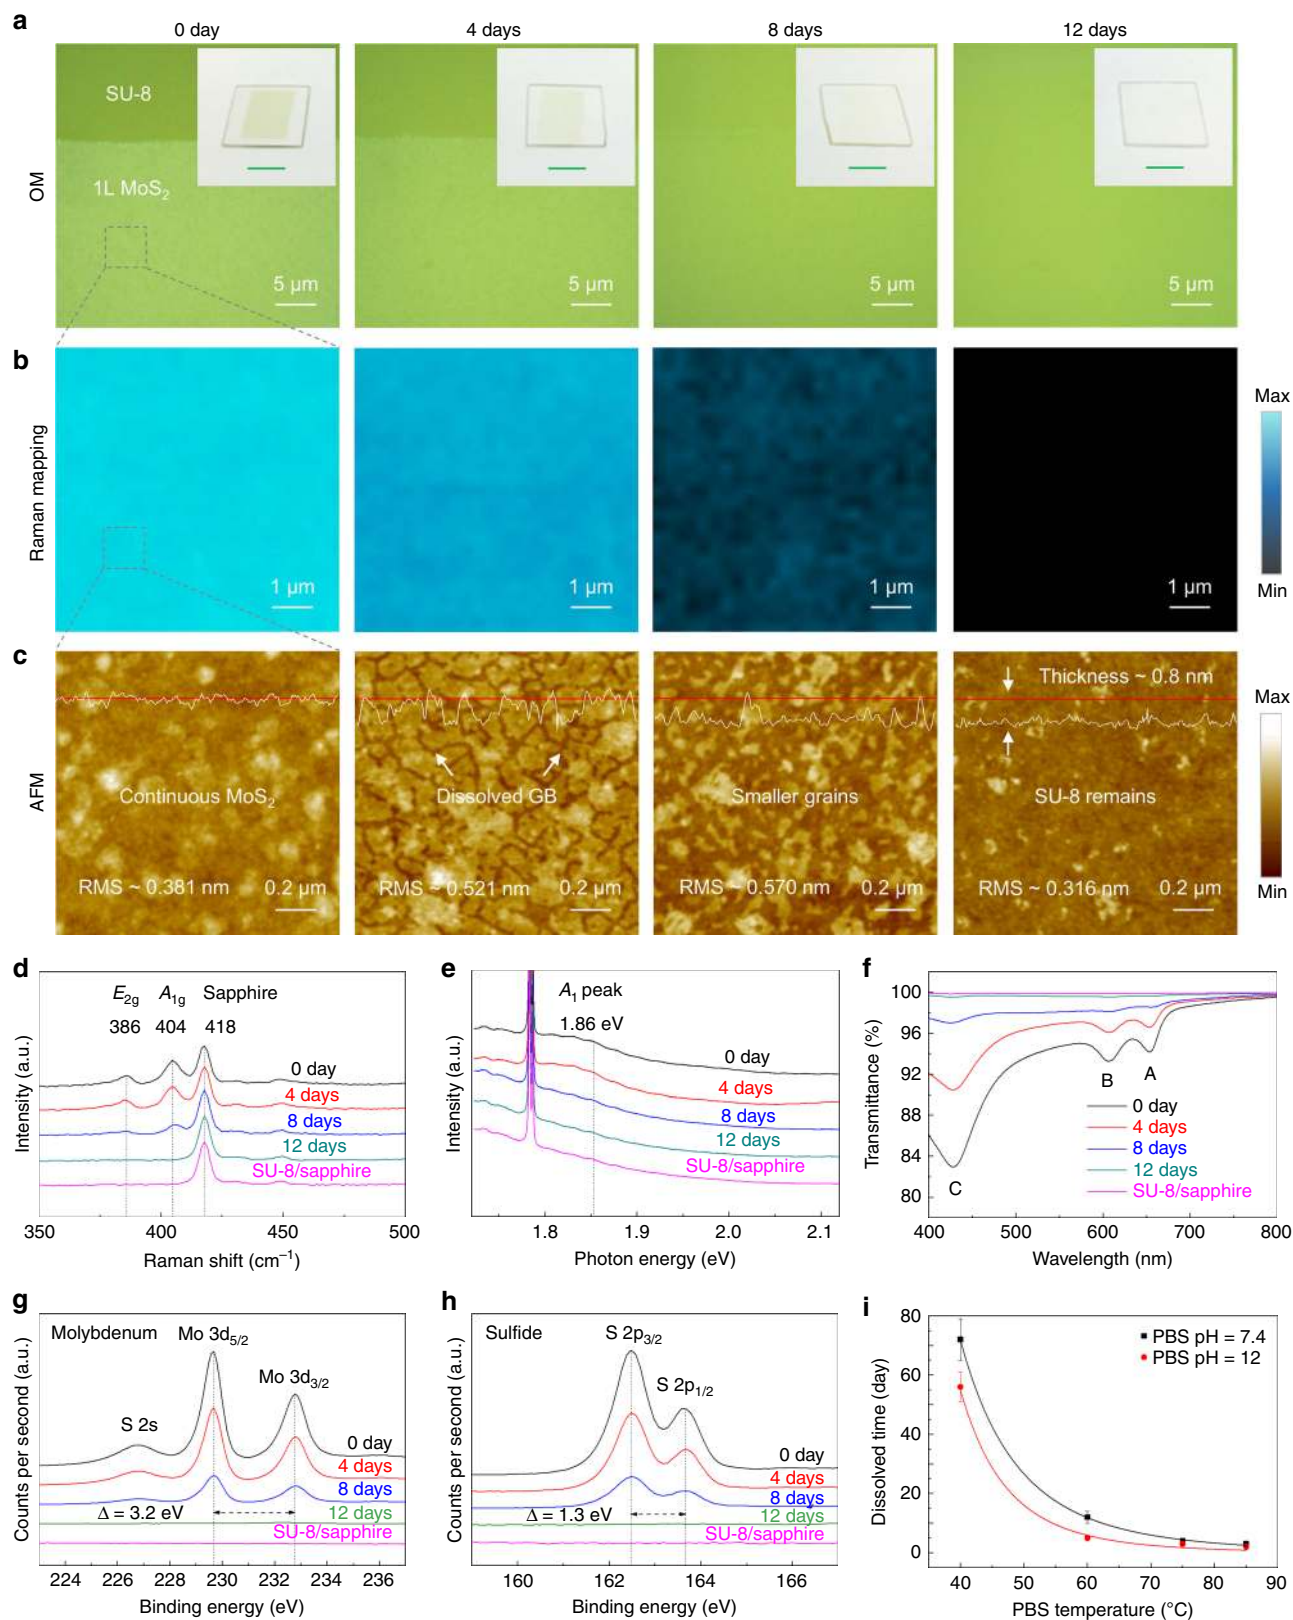 a
0 day
4 days
8 days
12 days
OM
SU-8
1L MoS₂
5 µm
5 µm
5 µm
5 µm
b
Raman mapping
1 µm
1 µm
1 µm
1 µm
Max
Min
c
AFM
Continuous MoS₂
RMS ~ 0.381 nm
0.2 µm
Dissolved GB
RMS ~ 0.521 nm
0.2 µm
Smaller grains
RMS ~ 0.570 nm
0.2 µm
Thickness ~ 0.8 nm
SU-8 remains
RMS ~ 0.316 nm
0.2 µm
Max
Min
d
E₂g A₁g Sapphire
386 404 418
0 day
4 days
8 days
12 days
SU-8/sapphire
Intensity (a.u.)
350 400 450 500
Raman shift (cm⁻¹)
e
A₁ peak
1.86 eV
0 day
4 days
8 days
12 days
SU-8/sapphire
Intensity (a.u.)
1.8 1.9 2.0 2.1
Photon energy (eV)
f
100
96
92
88
84
80
Transmittance (%)
A
B
C
0 day
4 days
8 days
12 days
SU-8/sapphire
400 500 600 700 800
Wavelength (nm)
g
Molybdenum
Mo 3d₅/₂
Mo 3d₃/₂
S 2s
0 day
4 days
8 days
12 days
SU-8/sapphire
Δ = 3.2 eV
Counts per second (a.u.)
224 226 228 230 232 234 236
Binding energy (eV)
h
Sulfide
S 2p₃/₂
S 2p₁/₂
0 day
4 days
8 days
12 days
SU-8/sapphire
Δ = 1.3 eV
Counts per second (a.u.)
160 162 164 166
Binding energy (eV)
i
PBS pH = 7.4
PBS pH = 12
80
70
60
40
20
0
Dissolved time (day)
40 50 60 70 80 90
PBS temperature (°C)